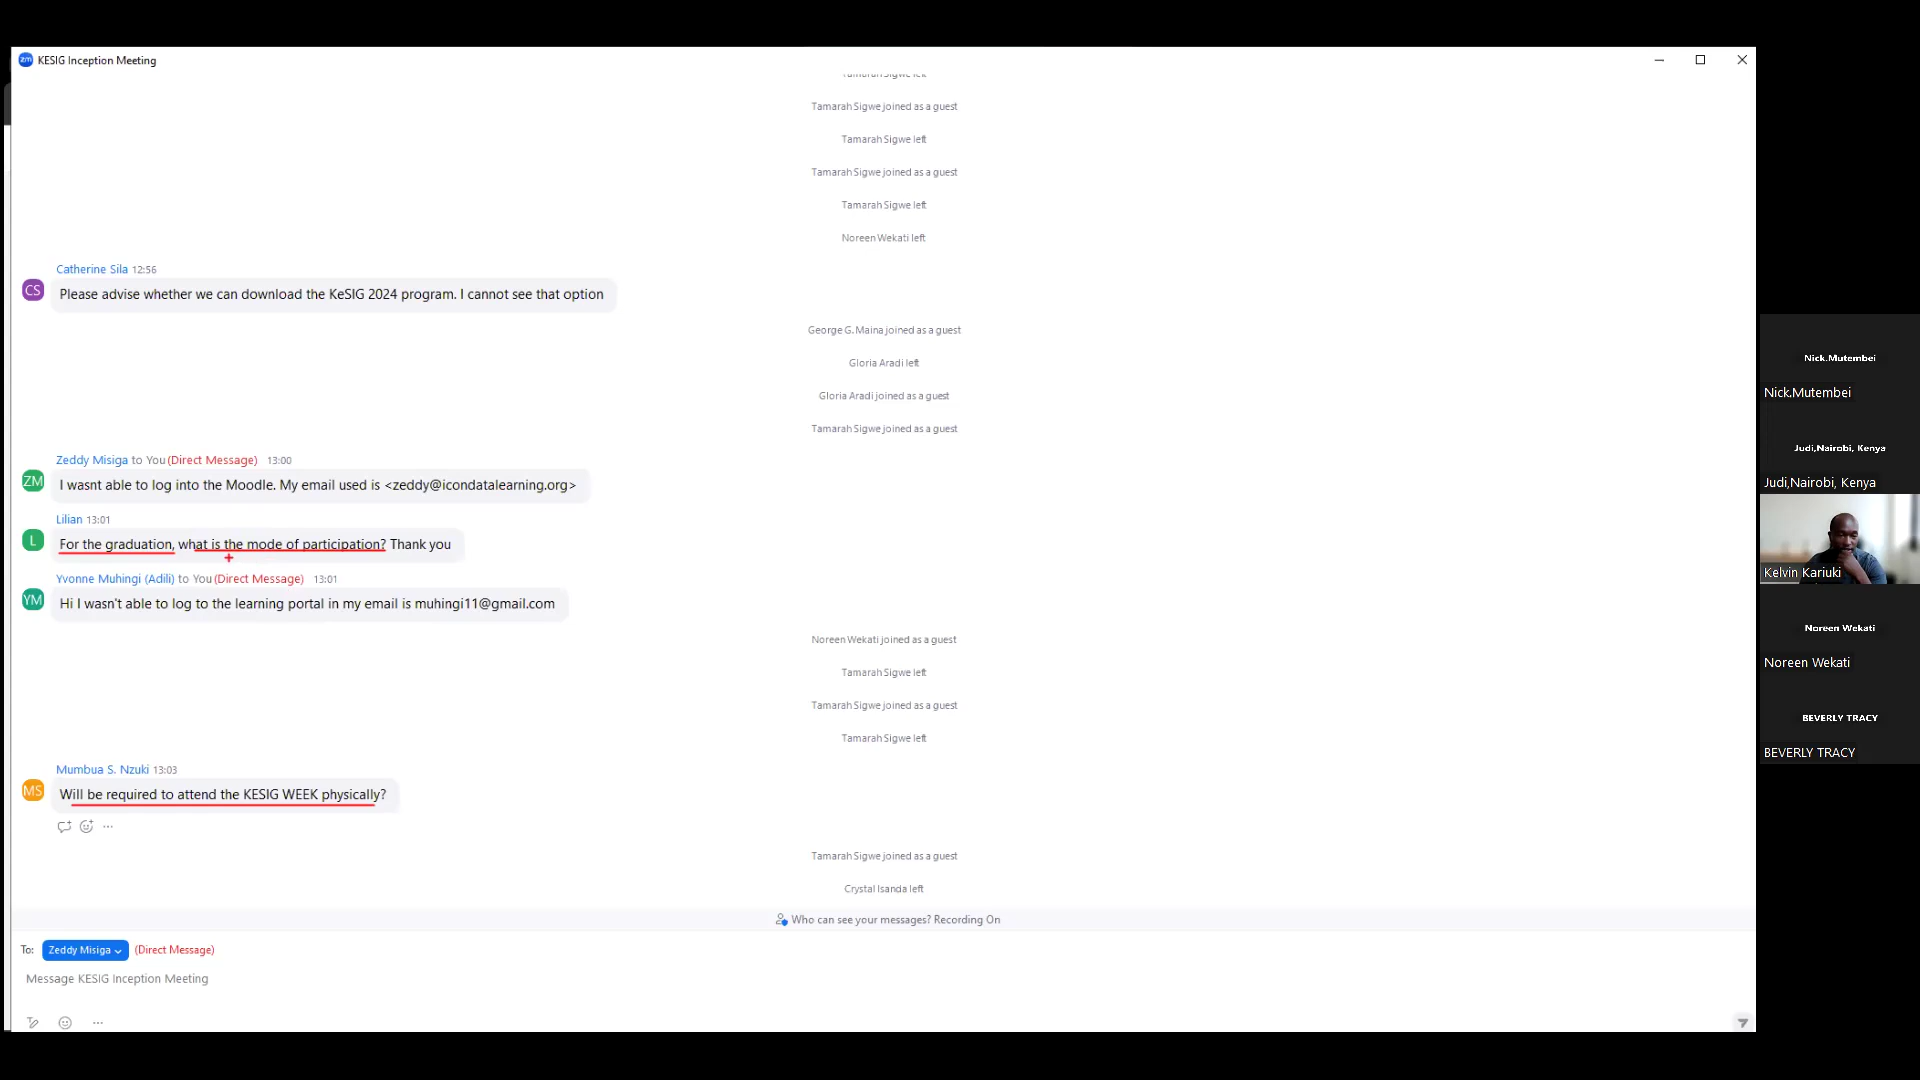 KESIG Inception Meeting
Tamarah Sigwe left
Tamarah Sigwe joined as a guest
Tamarah Sigwe left
Tamarah Sigwe joined as a guest
Tamarah Sigwe left
Noreen Wekati left
Catherine Sila 12:56
CS
Please advise whether we can download the KeSIG 2024 program. I cannot see that option
George G. Maina joined as a guest
Gloria Aradi left
Gloria Aradi joined as a guest
Tamarah Sigwe joined as a guest
Zeddy Misiga to You (Direct Message) 13:00
ZM
I wasnt able to log into the Moodle. My email used is <zeddy@icondatalearning.org>
Lilian 13:01
L
For the graduation, what is the mode of participation? Thank you
Yvonne Muhingi (Adili) to You (Direct Message) 13:01
YM
Hi I wasn't able to log to the learning portal in my email is muhingi11@gmail.com
Noreen Wekati joined as a guest
Tamarah Sigwe left
Tamarah Sigwe joined as a guest
Tamarah Sigwe left
Mumbua S. Nzuki 13:03
MS
Will be required to attend the KESIG WEEK physically?
Tamarah Sigwe joined as a guest
Crystal Isanda left
Who can see your messages? Recording On
To: Zeddy Misiga (Direct Message)
Message KESIG Inception Meeting
Nick.Mutembei
Nick.Mutembei
Judi,Nairobi, Kenya
Judi,Nairobi, Kenya
Kelvin Kariuki
Noreen Wekati
Noreen Wekati
BEVERLY TRACY
BEVERLY TRACY